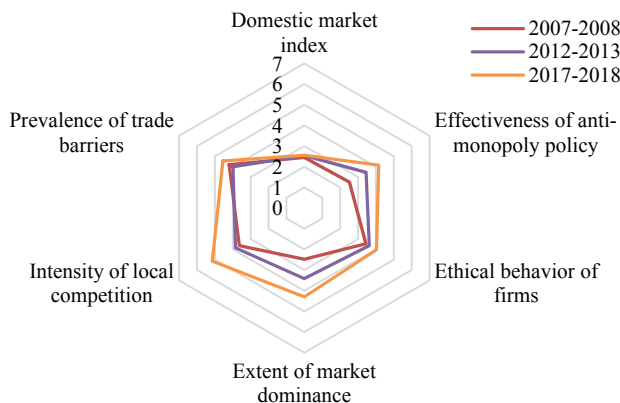 Domestic market
index
2007-2008
2012-2013
2017-2018
7
6
5
4
3
2
1
0
Prevalence of trade
barriers
Effectiveness of anti-
monopoly policy
Intensity of local
competition
Ethical behavior of
firms
Extent of market
dominance